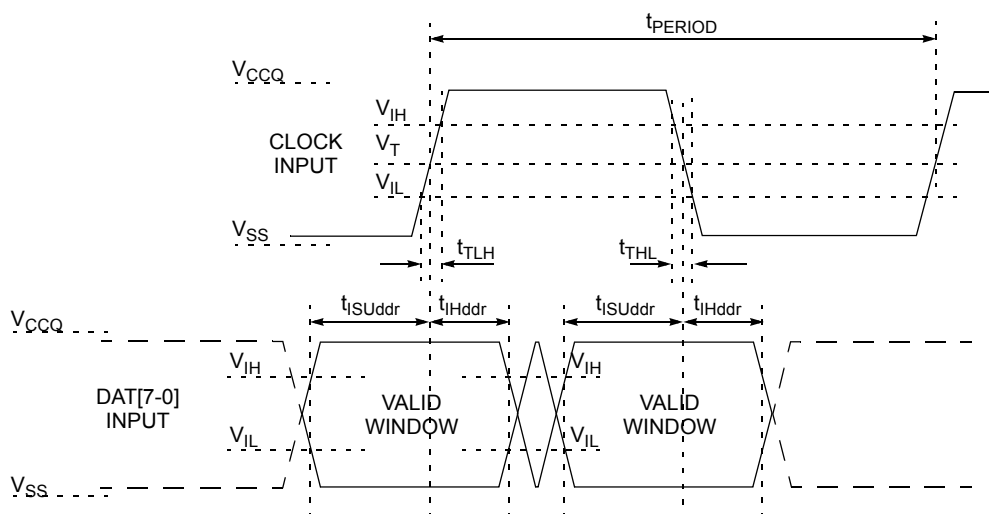 tPERIOD
VCCQ
VIH
CLOCK
INPUT
VT
VIL
VSS
tTLH
tTHL
tISUddr
tIHddr
tISUddr
tIHddr
VCCQ
VIH
VIH
DAT[7-0]
INPUT
VALID
WINDOW
VALID
WINDOW
VIL
VIL
VSS